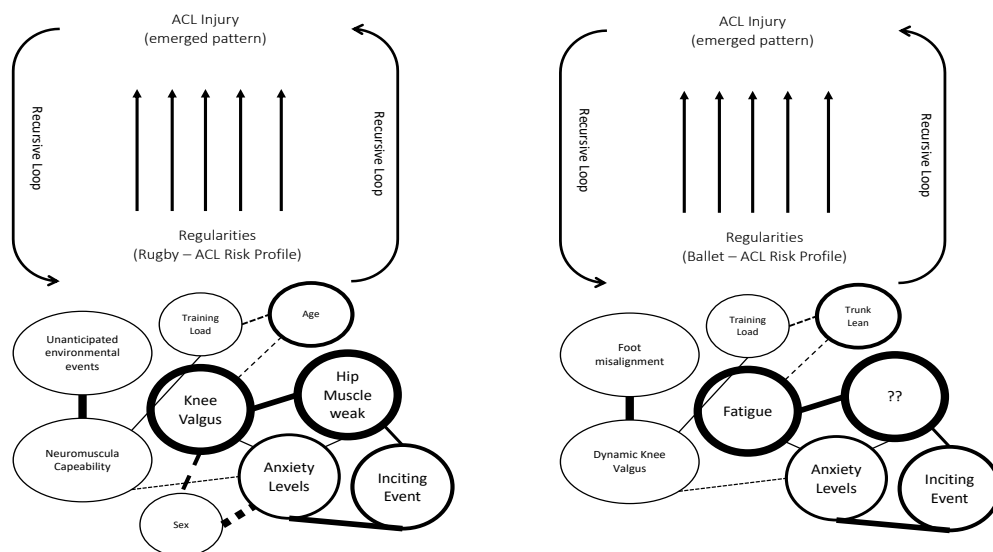 ACL Injury
(emerged pattern)
Recursive Loop
Recursive Loop
Regularities
(Rugby – ACL Risk Profile)
Training
Load
Age
Unanticipated
environmental
events
Knee
Valgus
Hip
Muscle
weak
Neuromuscula
Capeability
Anxiety
Levels
Inciting
Event
Sex
ACL Injury
(emerged pattern)
Recursive Loop
Recursive Loop
Regularities
(Ballet – ACL Risk Profile)
Training
Load
Trunk
Lean
Foot
misalignment
Fatigue
??
Dynamic Knee
Valgus
Anxiety
Levels
Inciting
Event